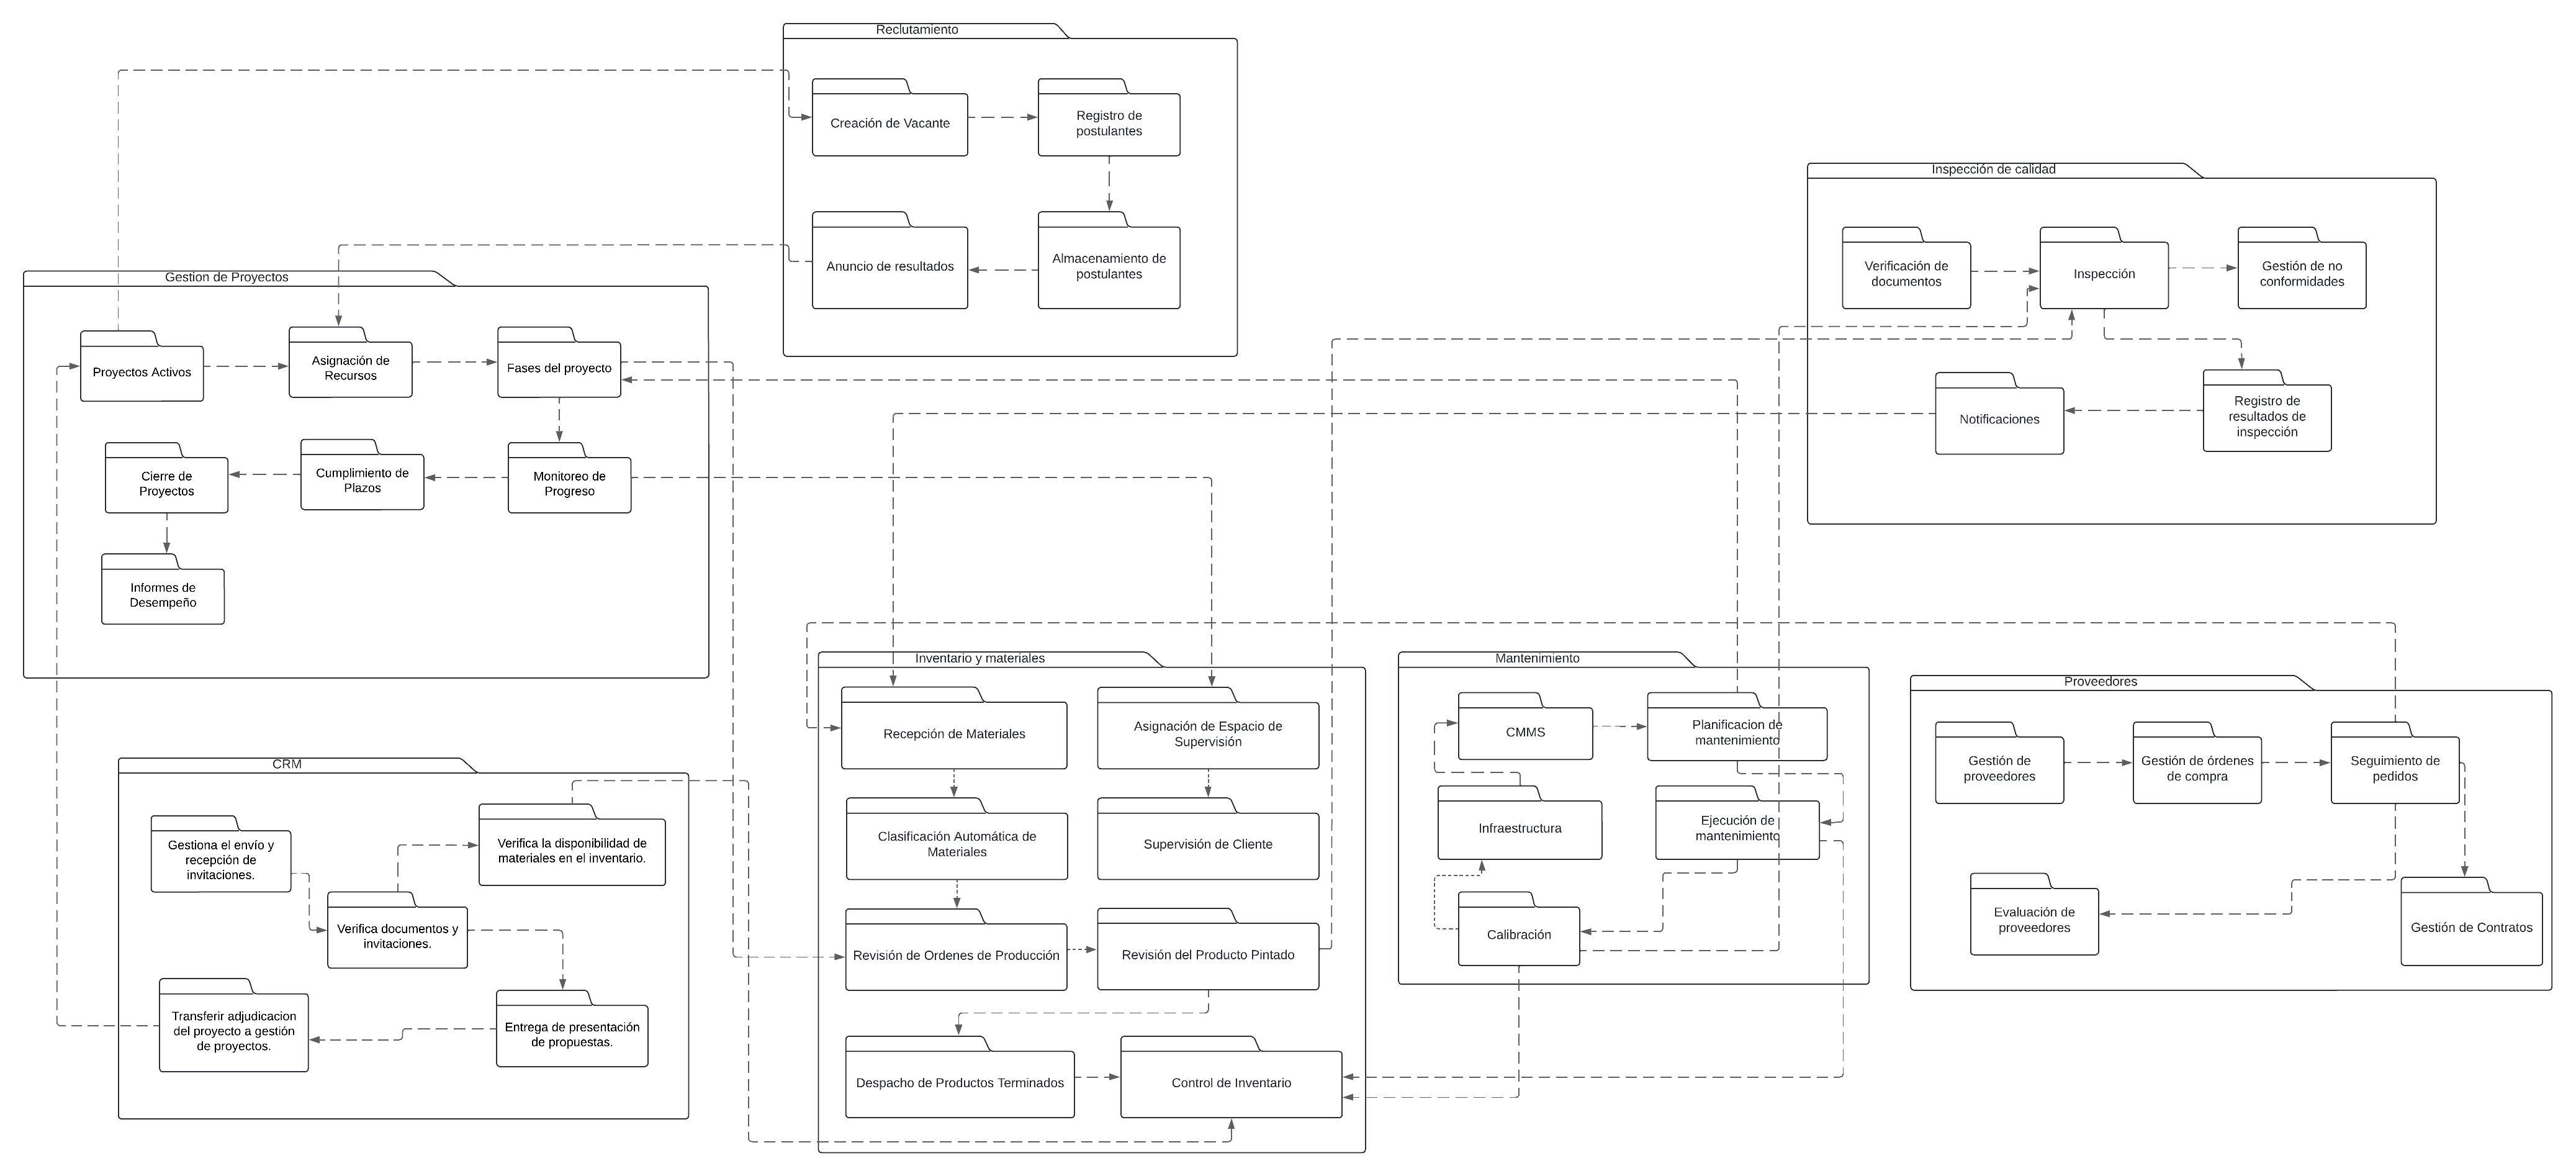 Reclutamiento
Creación de Vacante
Registro de
postulantes
Anuncio de resultados
Almacenamiento de
postulantes
Inspección de calidad
Verificación de
documentos
Inspección
Gestión de no
conformidades
Notificaciones
Registro de
resultados de
inspección
Gestion de Proyectos
Proyectos Activos
Asignación de
Recursos
Fases del proyecto
Cierre de
Proyectos
Cumplimiento de
Plazos
Monitoreo de
Progreso
Informes de
Desempeño
Inventario y materiales
Recepción de Materiales
Asignación de Espacio de
Supervisión
Clasificación Automática de
Materiales
Supervisión de Cliente
Revisión de Ordenes de Producción
Revisión del Producto Pintado
Despacho de Productos Terminados
Control de Inventario
Mantenimiento
CMMS
Planificacion de
mantenimiento
Infraestructura
Ejecución de
mantenimiento
Calibración
Proveedores
Gestión de
proveedores
Gestión de órdenes
de compra
Seguimiento de
pedidos
Evaluación de
proveedores
Gestión de Contratos
CRM
Gestiona el envío y
recepción de
invitaciones.
Verifica la disponibilidad de
materiales en el inventario.
Verifica documentos y
invitaciones.
Transferir adjudicacion
del proyecto a gestión
de proyectos.
Entrega de presentación
de propuestas.